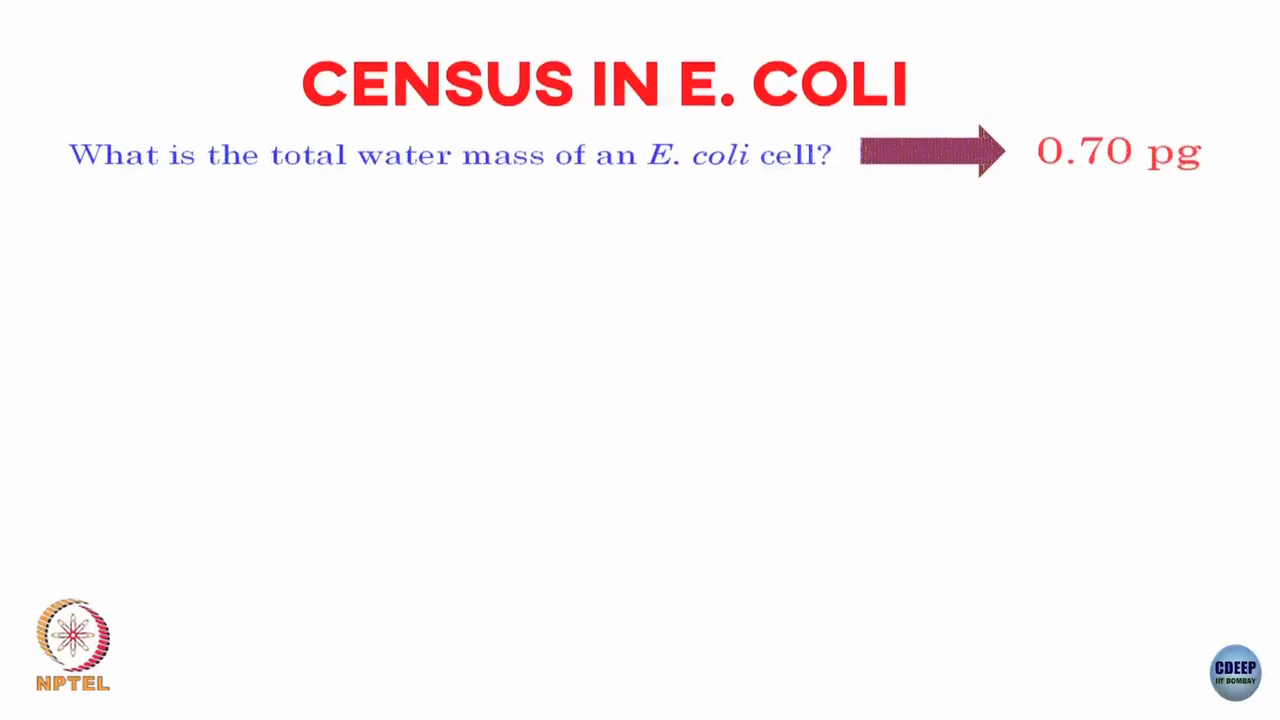 CENSUS IN E. COLI
What is the total water mass of an E. coli cell? 0.70 pg
NPTEL
CDEEP
IIT BOMBAY